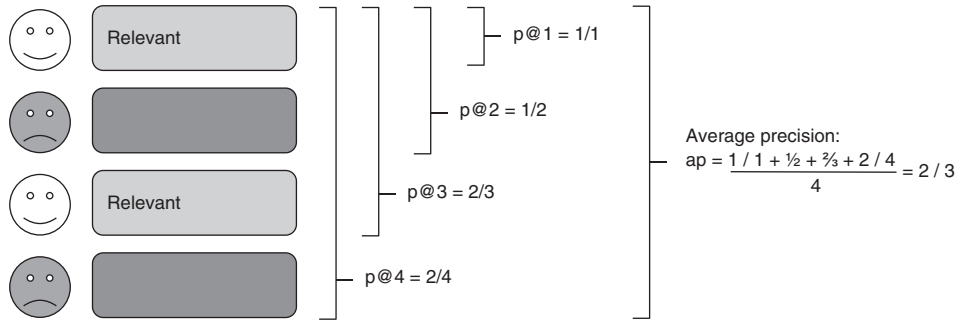 Relevant
p@1 = 1/1
p@2 = 1/2
Relevant
p@3 = 2/3
p@4 = 2/4
Average precision:
ap = 1 / 1 + ½ + ⅔ + 2 / 4 = 2 / 3
4